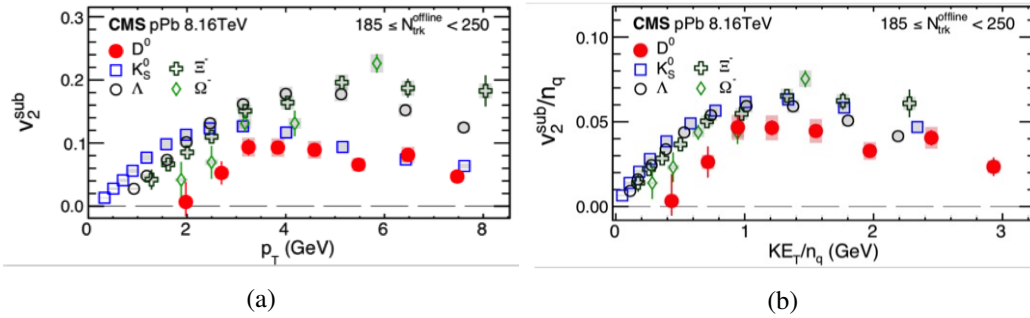 CMS pPb 8.16TeV 185 ≤ N_trk^offline < 250
D⁰
K_S^0 Ξ⁻
Λ Ω⁻
v_2^sub
0.3
0.2
0.1
0.0
0 2 4 6 8
p_T (GeV)
(a)
CMS pPb 8.16TeV 185 ≤ N_trk^offline < 250
D⁰
K_S^0 Ξ⁻
Λ Ω⁻
v_2^sub/n_q
0.10
0.05
0.00
0 1 2 3
KE_T/n_q (GeV)
(b)